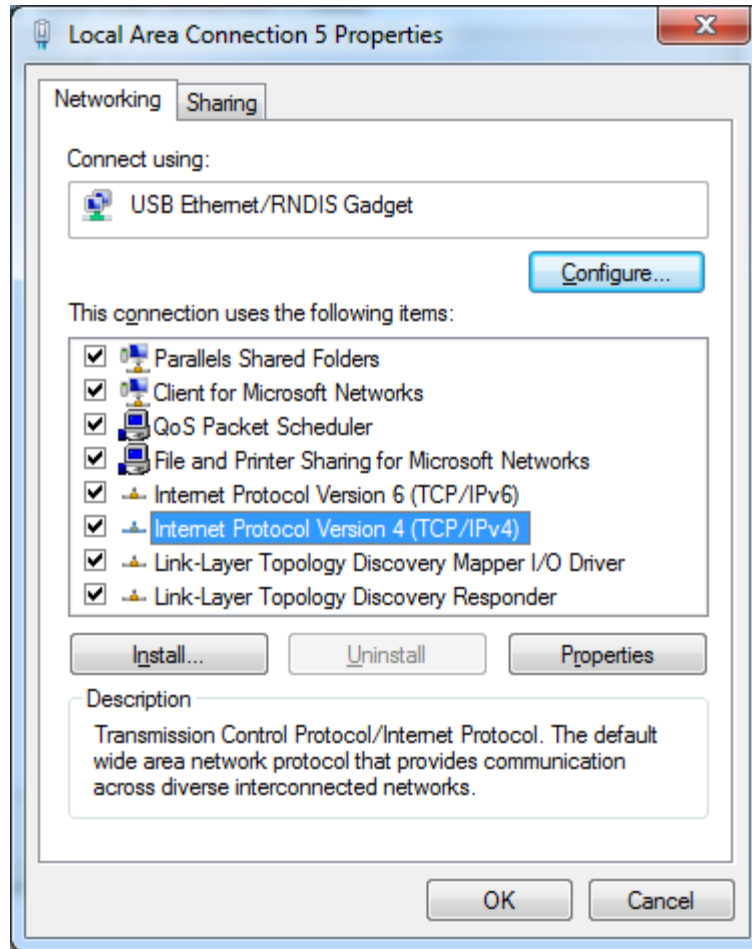 Local Area Connection 5 Properties
Networking
Sharing
Connect using:
USB Ethernet/RNDIS Gadget
Configure...
This connection uses the following items:
Parallels Shared Folders
Client for Microsoft Networks
QoS Packet Scheduler
File and Printer Sharing for Microsoft Networks
Internet Protocol Version 6 (TCP/IPv6)
Internet Protocol Version 4 (TCP/IPv4)
Link-Layer Topology Discovery Mapper I/O Driver
Link-Layer Topology Discovery Responder
Install...
Uninstall
Properties
Description
Transmission Control Protocol/Internet Protocol. The default
wide area network protocol that provides communication
across diverse interconnected networks.
OK
Cancel